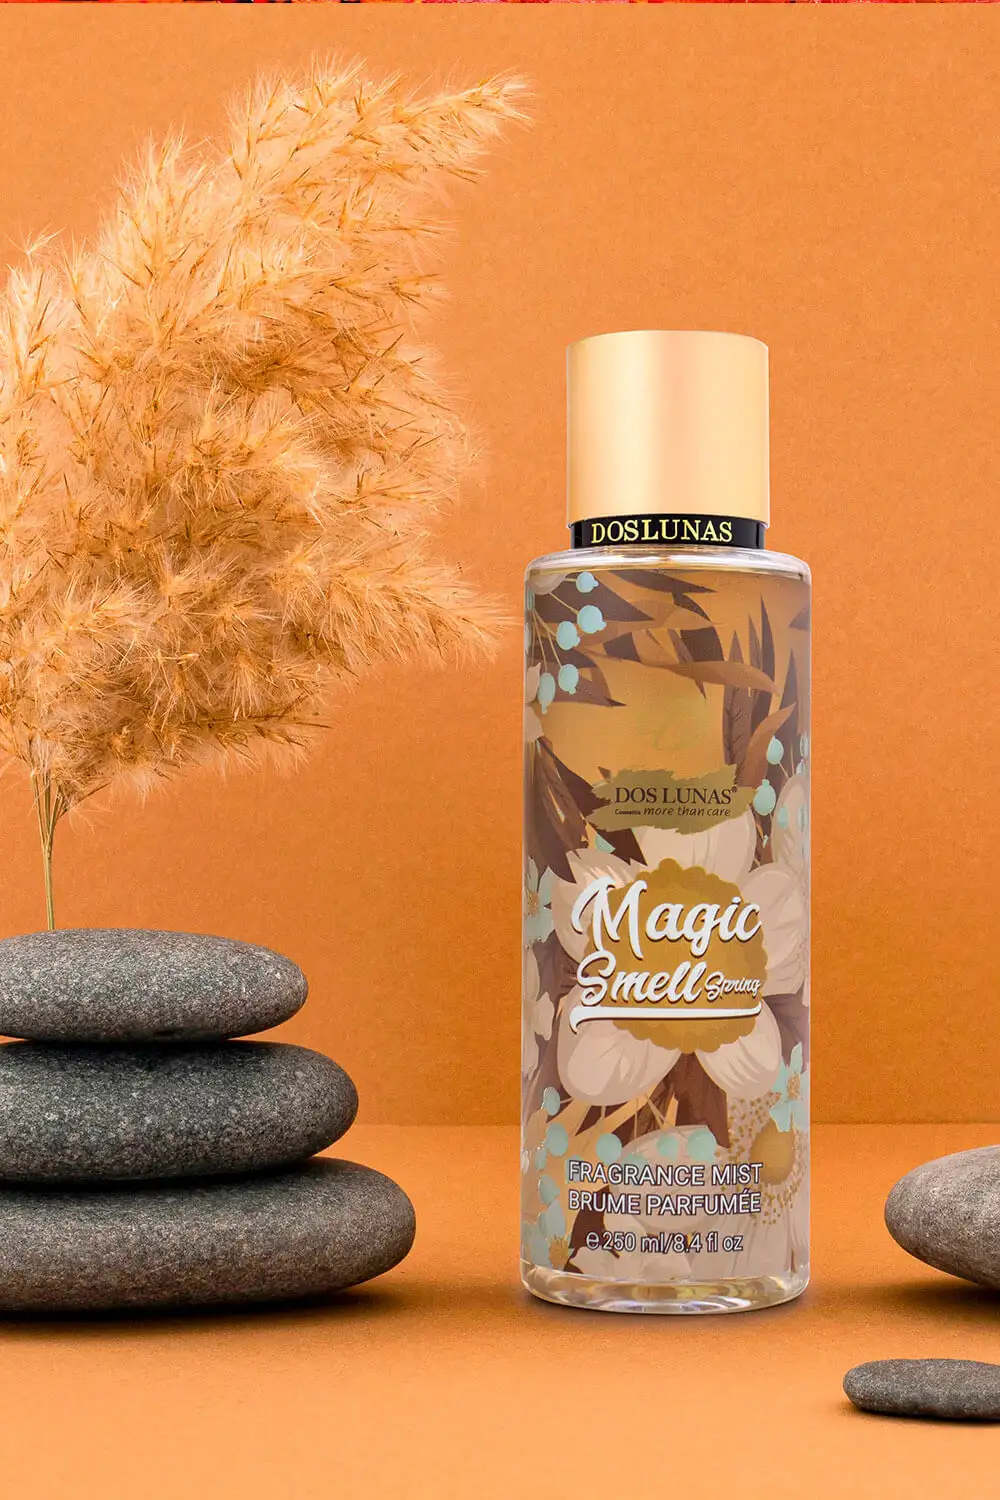 DOSLUNAS
DOS LUNAS®
Cosmetics more than care
Magic
Smell Spring
FRAGRANCE MIST
BRUME PARFUMÉE
℮ 250 ml/8.4 fl oz